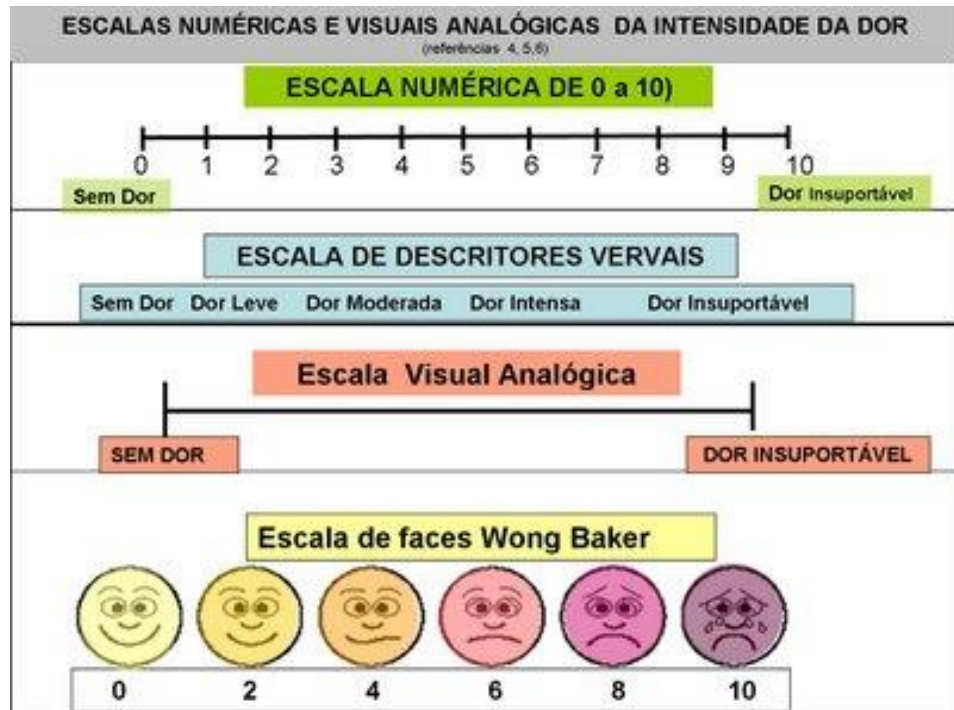 ESCALAS NUMÉRICAS E VISUAIS ANALÓGICAS DA INTENSIDADE DA DOR
(referências 4, 5,6)
ESCALA NUMÉRICA DE 0 a 10)
0 1 2 3 4 5 6 7 8 9 10
Sem Dor Dor Insuportável
ESCALA DE DESCRITORES VERVAIS
Sem Dor Dor Leve Dor Moderada Dor Intensa Dor Insuportável
Escala Visual Analógica
SEM DOR DOR INSUPORTÁVEL
Escala de faces Wong Baker
0 2 4 6 8 10